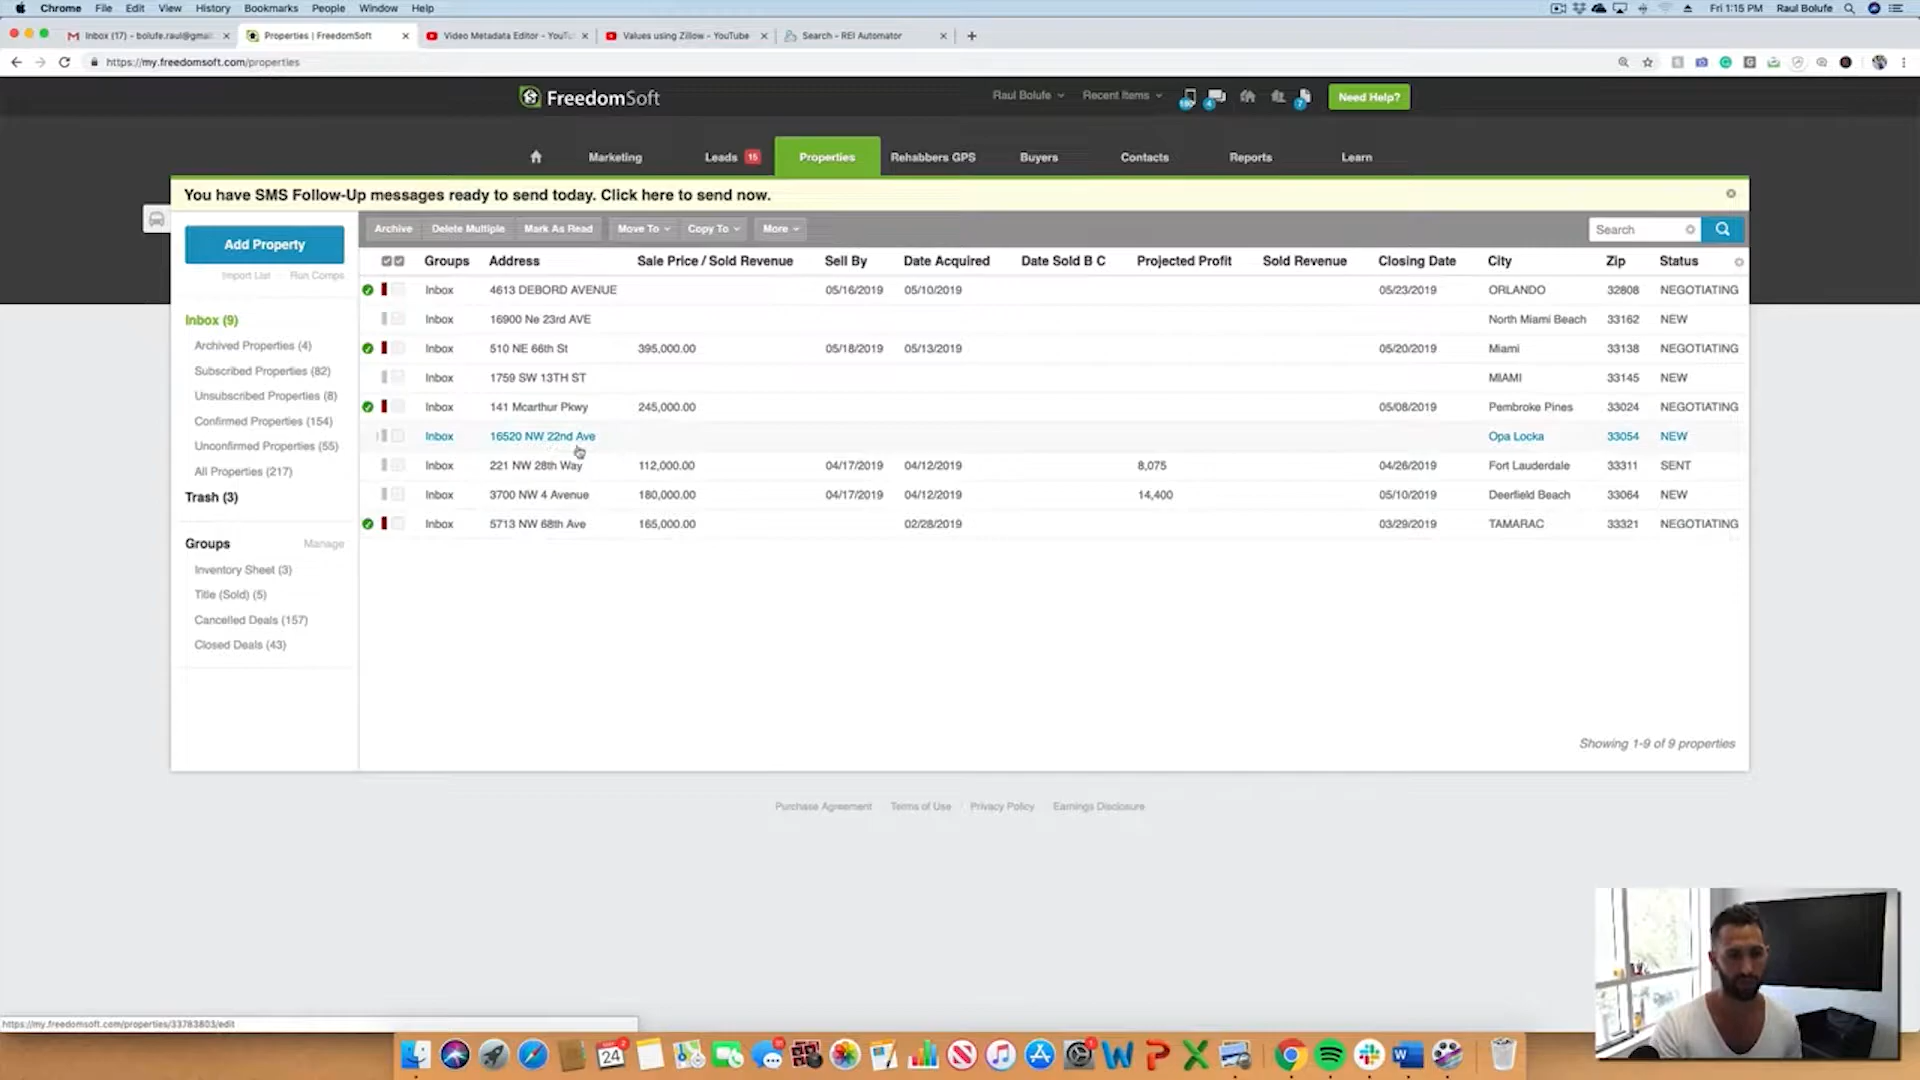 Chrome File Edit View History Bookmarks People Window Help Fri 1:15 PM Raul Bolufe
Inbox (17) - bolufe.raul@gmai Properties | FreedomSoft Video Metadata Editor - YouTu Values using Zillow - YouTube Search - REI Automator
https://my.freedomsoft.com/properties
FreedomSoft Raul Bolufe Recent Items Need Help?
Marketing Leads 15 Properties Rehabbers GPS Buyers Contacts Reports Learn
You have SMS Follow-Up messages ready to send today. Click here to send now.
Add Property
Import List Run Comps
Inbox (9)
Archived Properties (4)
Subscribed Properties (82)
Unsubscribed Properties (8)
Confirmed Properties (154)
Unconfirmed Properties (55)
All Properties (217)
Trash (3)
Groups Manage
Inventory Sheet (3)
Title (Sold) (5)
Cancelled Deals (157)
Closed Deals (43)
Archive Delete Multiple Mark As Read Move To Copy To More Search
Groups Address Sale Price / Sold Revenue Sell By Date Acquired Date Sold B C Projected Profit Sold Revenue Closing Date City Zip Status
Inbox 4613 DEBORD AVENUE 05/16/2019 05/10/2019 05/23/2019 ORLANDO 32808 NEGOTIATING
Inbox 16900 Ne 23rd AVE North Miami Beach 33162 NEW
Inbox 510 NE 66th St 395,000.00 05/18/2019 05/13/2019 05/20/2019 Miami 33138 NEGOTIATING
Inbox 1759 SW 13TH ST MIAMI 33145 NEW
Inbox 141 Mcarthur Pkwy 245,000.00 05/08/2019 Pembroke Pines 33024 NEGOTIATING
Inbox 16520 NW 22nd Ave Opa Locka 33054 NEW
Inbox 221 NW 28th Way 112,000.00 04/17/2019 04/12/2019 8,075 04/26/2019 Fort Lauderdale 33311 SENT
Inbox 3700 NW 4 Avenue 180,000.00 04/17/2019 04/12/2019 14,400 05/10/2019 Deerfield Beach 33064 NEW
Inbox 5713 NW 68th Ave 165,000.00 02/28/2019 03/29/2019 TAMARAC 33321 NEGOTIATING
Showing 1-9 of 9 properties
Purchase Agreement Terms of Use Privacy Policy Earnings Disclosure
https://my.freedomsoft.com/properties/33783803/edit
24